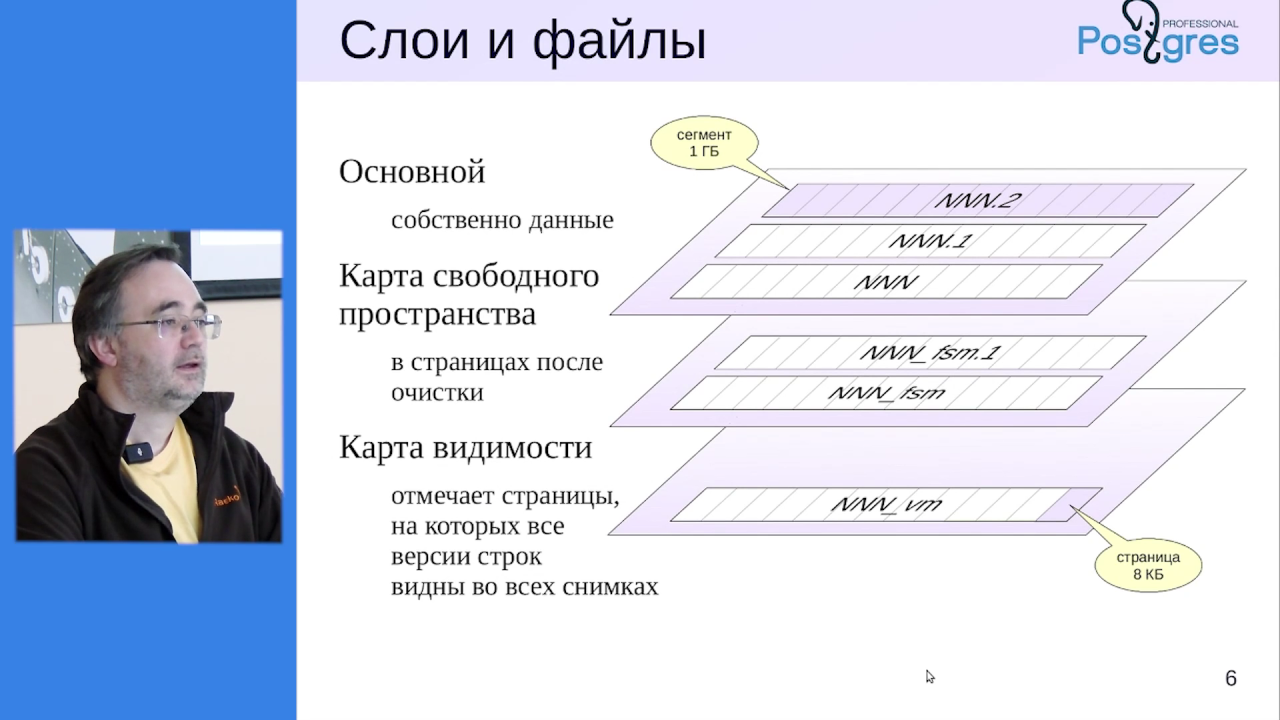 Слои и файлы
PROFESSIONAL
Postgres
Основной
собственно данные
Карта свободного
пространства
в страницах после
очистки
Карта видимости
отмечает страницы,
на которых все
версии строк
видны во всех снимках
сегмент
1 ГБ
NNN.2
NNN.1
NNN
NNN_fsm.1
NNN_fsm
NNN_vm
страница
8 КБ
6